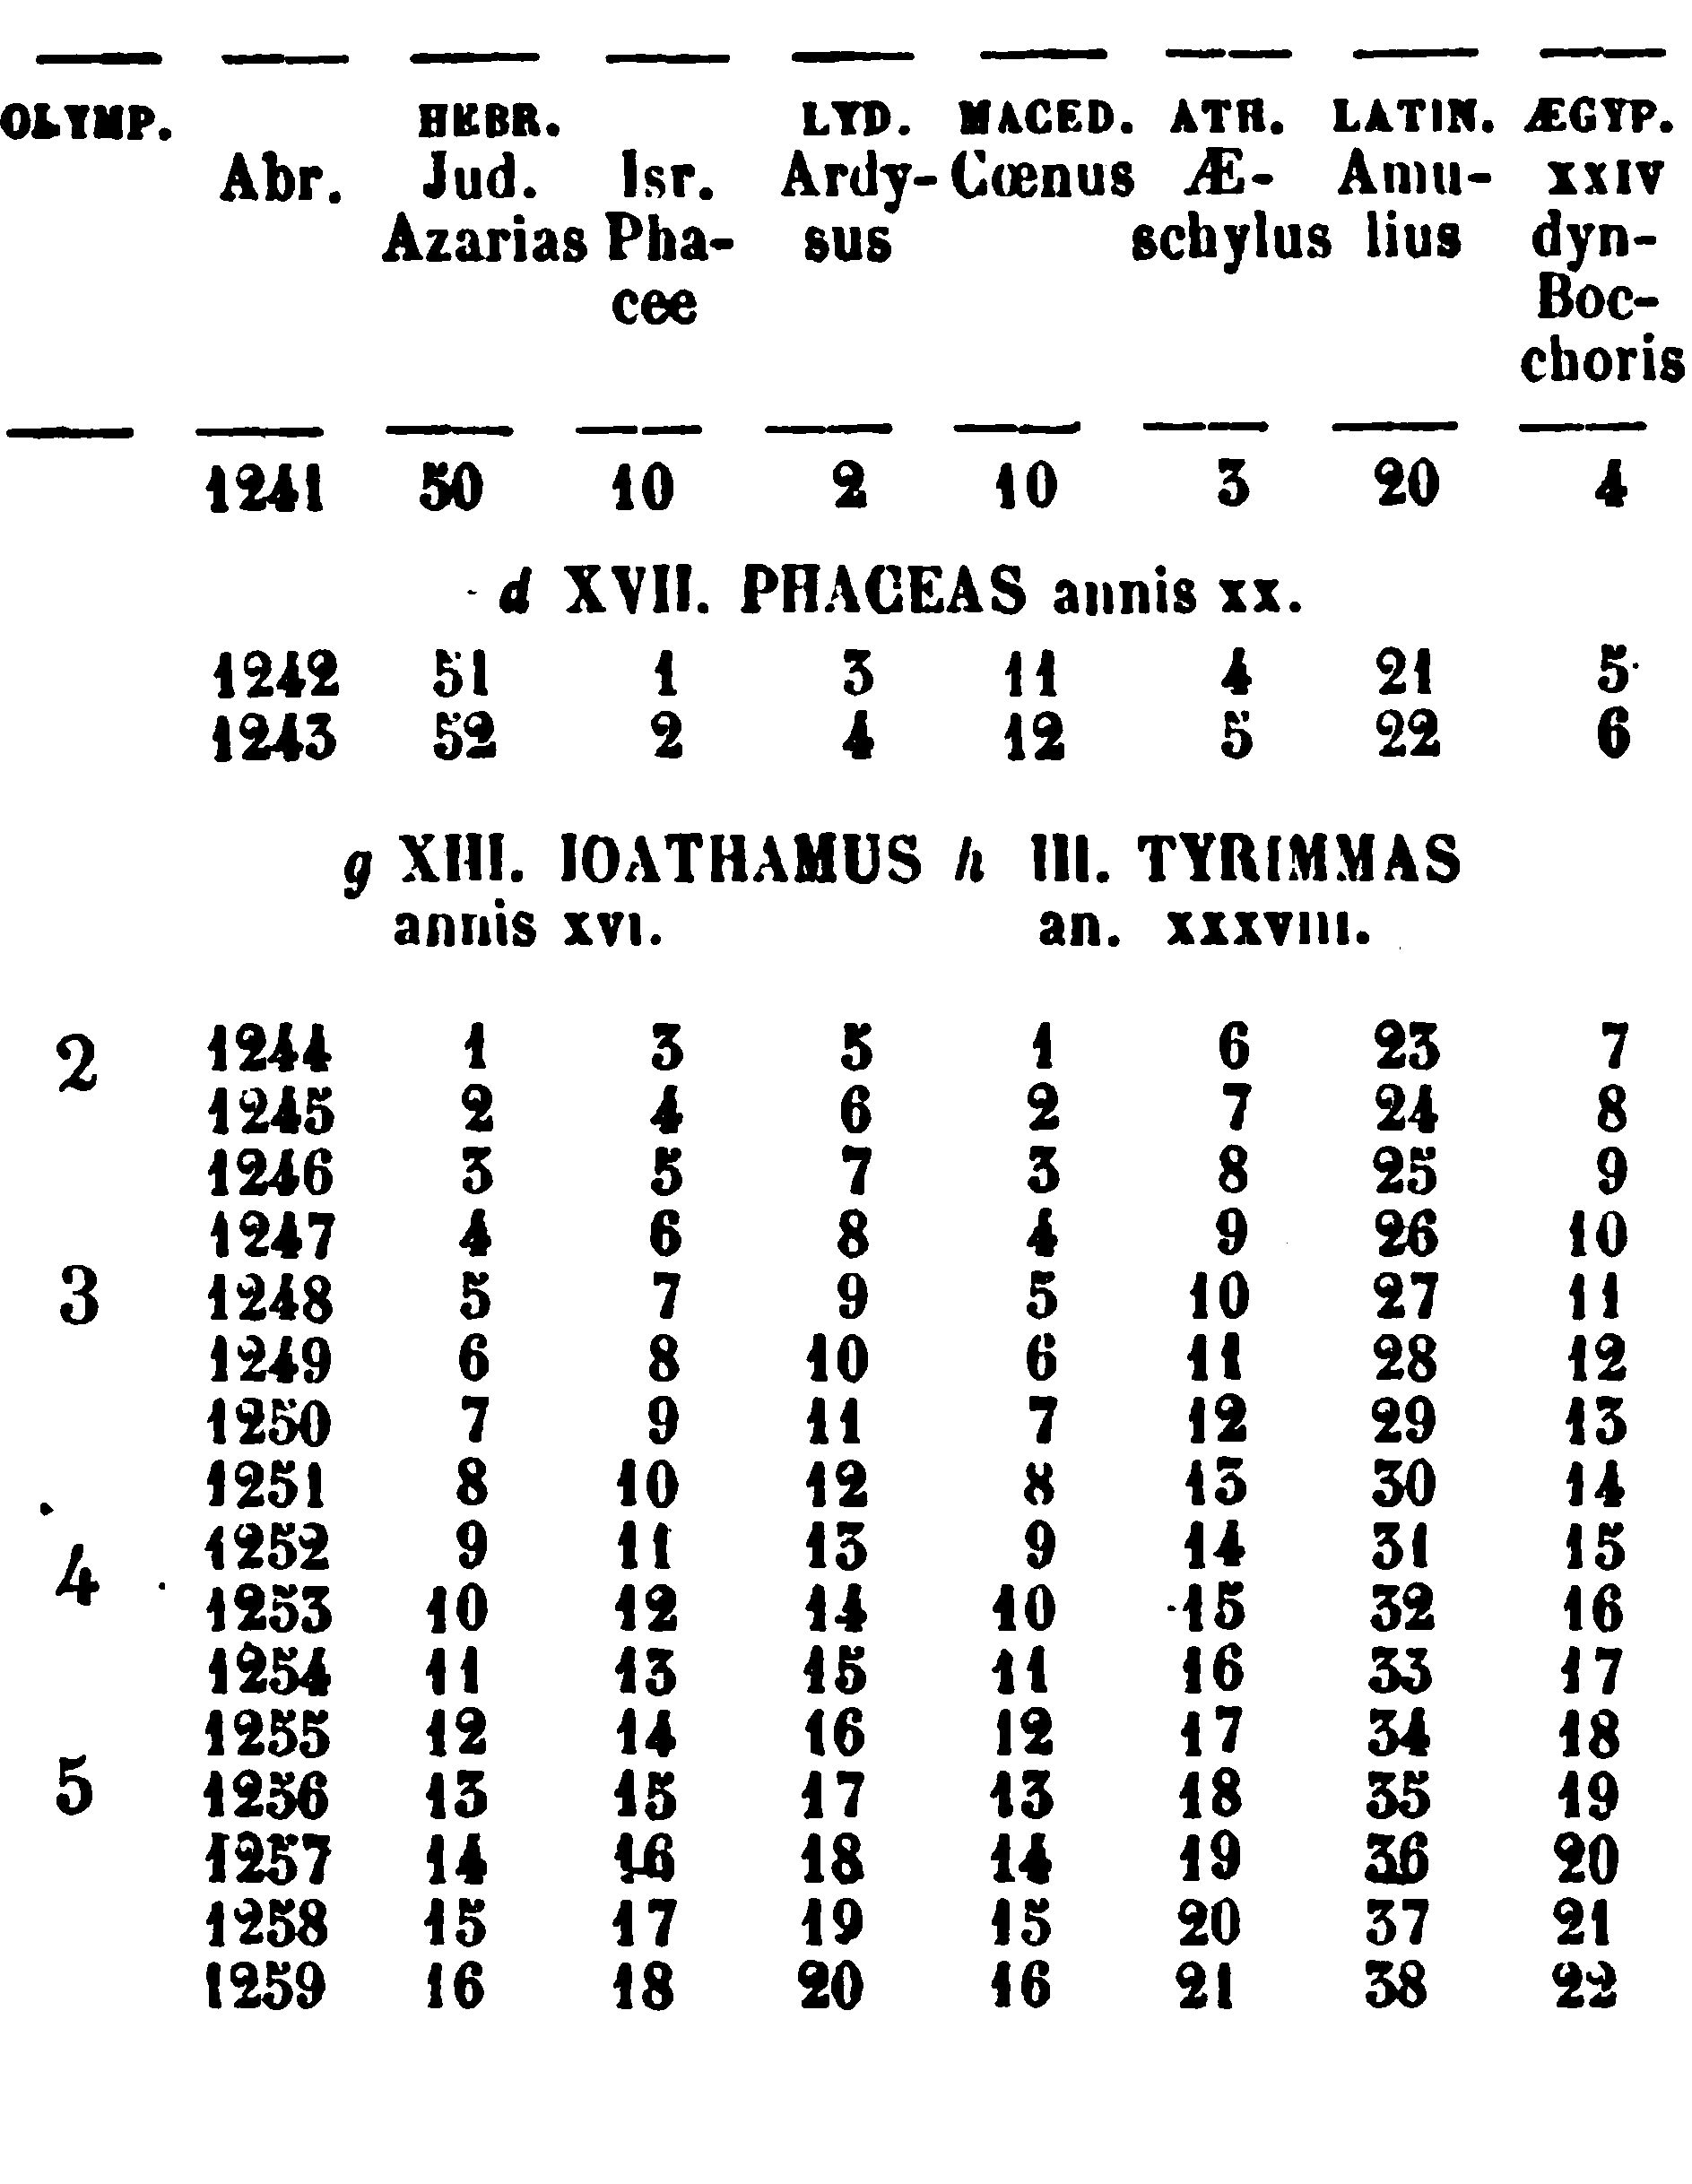 OLYMP. HEBR. LYD. MACED. ATH. LATIN. ÆGYP.
Abr. Jud. Isr. Ardy- Cœnus Æ- Amu- XXIV
Azarias Pha- sus schylus lius dyn-
cee Boc-
choris
1241 50 10 2 10 3 20 4
d XVII. PHACEAS annis XX.
1242 51 1 3 11 4 21 5
1243 52 2 4 12 5 22 6
g XIII. IOATHAMUS h III. TYRIMMAS
annis XVI. an. XXXVIII.
2 1244 1 3 5 1 6 23 7
1245 2 4 6 2 7 24 8
1246 3 5 7 3 8 25 9
1247 4 6 8 4 9 26 10
3 1248 5 7 9 5 10 27 11
1249 6 8 10 6 11 28 12
1250 7 9 11 7 12 29 13
1251 8 10 12 8 13 30 14
1252 9 11 13 9 14 31 15
4 1253 10 12 14 10 15 32 16
1254 11 13 15 11 16 33 17
1255 12 14 16 12 17 34 18
5 1256 13 15 17 13 18 35 19
1257 14 16 18 14 19 36 20
1258 15 17 19 15 20 37 21
1259 16 18 20 16 21 38 22